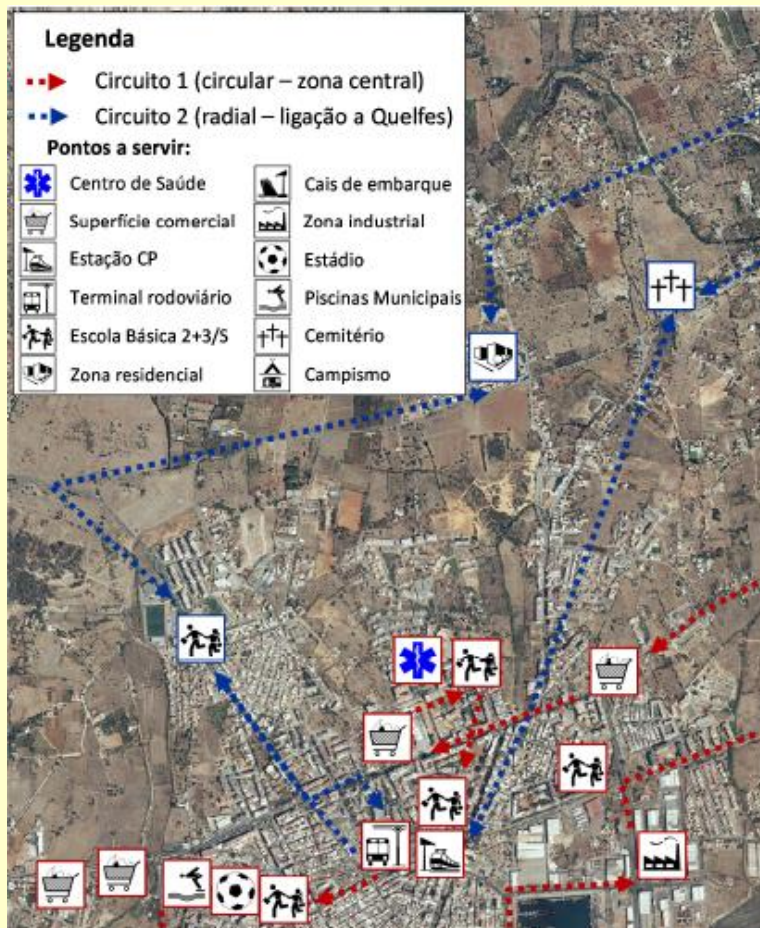 Legenda
Circuito 1 (circular – zona central)
Circuito 2 (radial – ligação a Quelfes)
Pontos a servir:
Centro de Saúde
Cais de embarque
Superfície comercial
Zona industrial
Estação CP
Estádio
Terminal rodoviário
Piscinas Municipais
Escola Básica 2+3/S
Cemitério
Zona residencial
Campismo